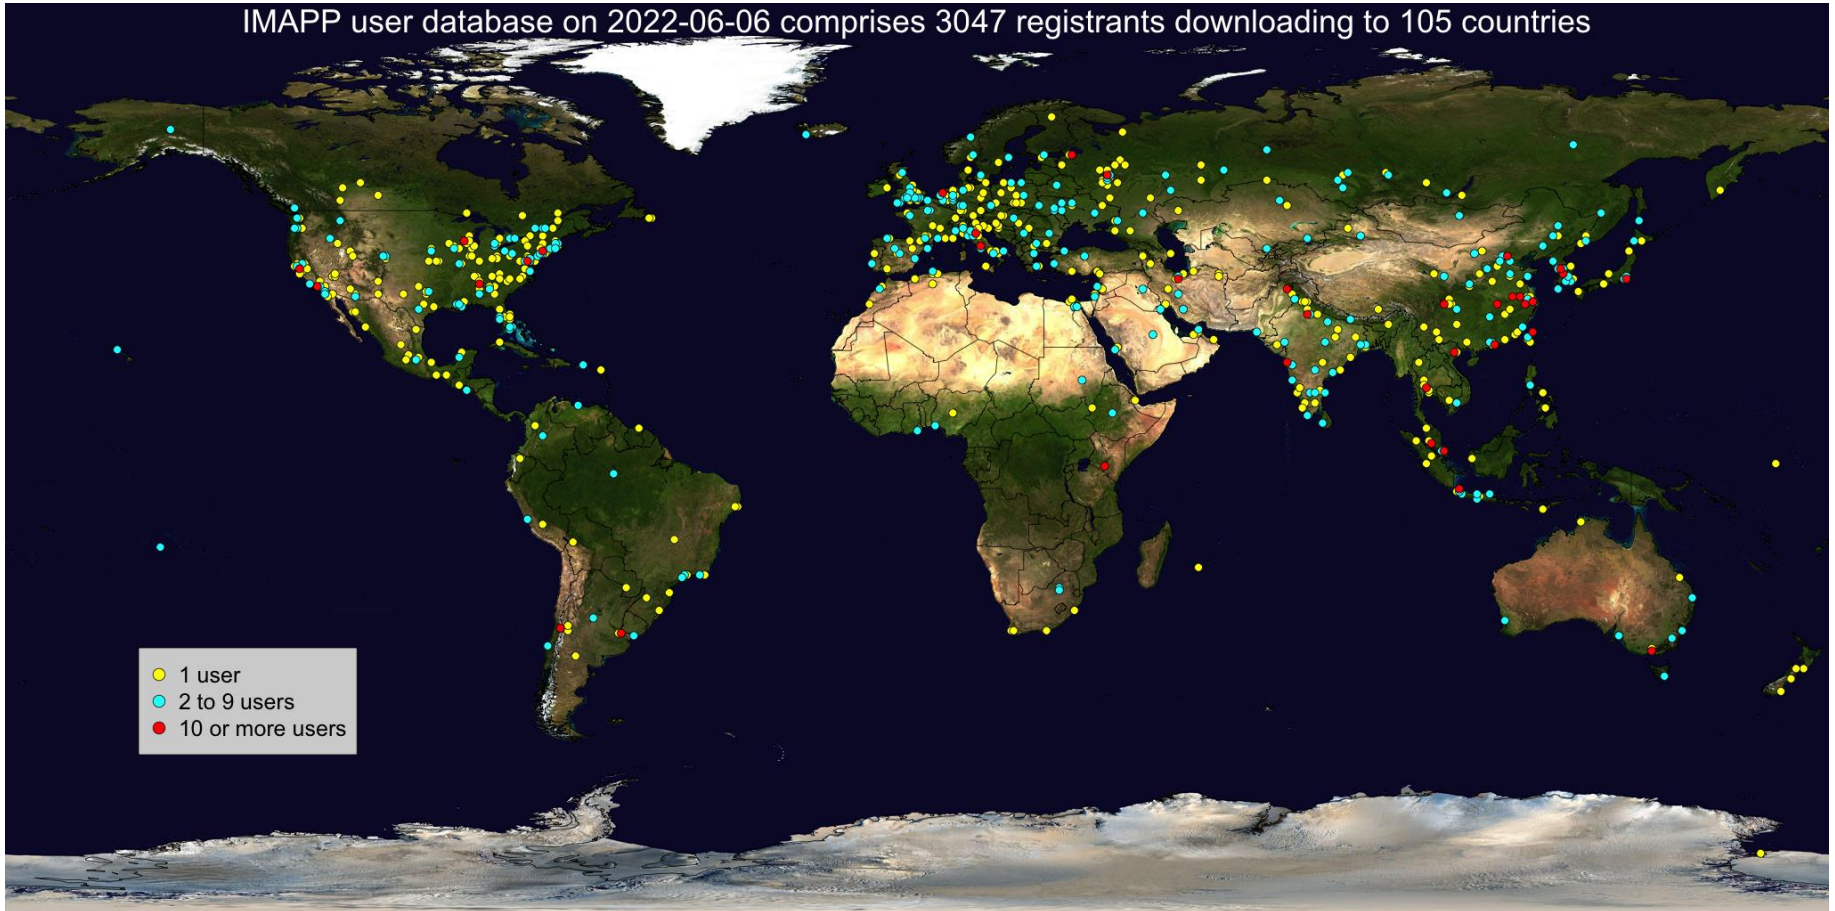 IMAPP user database on 2022-06-06 comprises 3047 registrants downloading to 105 countries
1 user
2 to 9 users
10 or more users